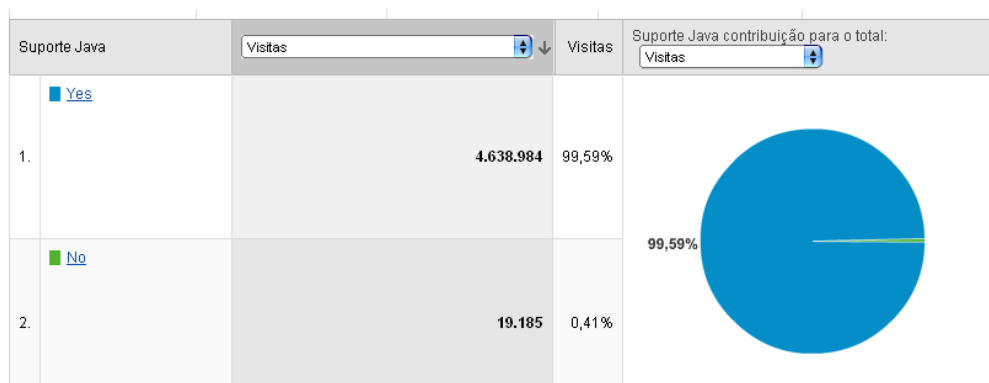 Suporte Java
Visitas
Visitas
Suporte Java contribuição para o total:
Visitas
1.
Yes
4.638.984
99,59%
2.
No
19.185
0,41%
99,59%